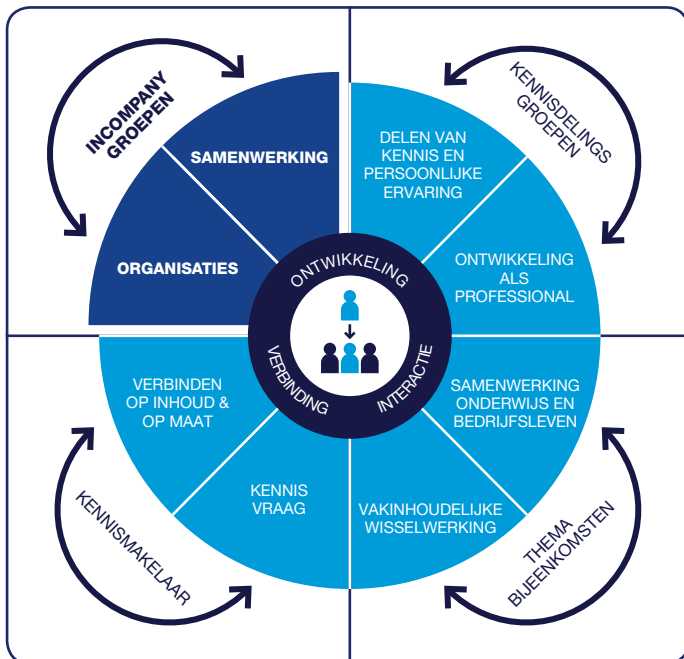 INCOMPANY
GROEPEN
SAMENWERKING
ORGANISATIES
KENNISDELINGS
GROEPEN
DELEN VAN
KENNIS EN
PERSOONLIJKE
ERVARING
ONTWIKKELING
ALS
PROFESSIONAL
ONTWIKKELING
VERBINDING
INTERACTIE
VERBINDEN
OP INHOUD &
OP MAAT
KENNIS
VRAAG
KENNISMAKELAAR
SAMENWERKING
ONDERWIJS EN
BEDRIJFSLEVEN
VAKINHOUDELIJKE
WISSELWERKING
THEMA
BIJEENKOMSTEN